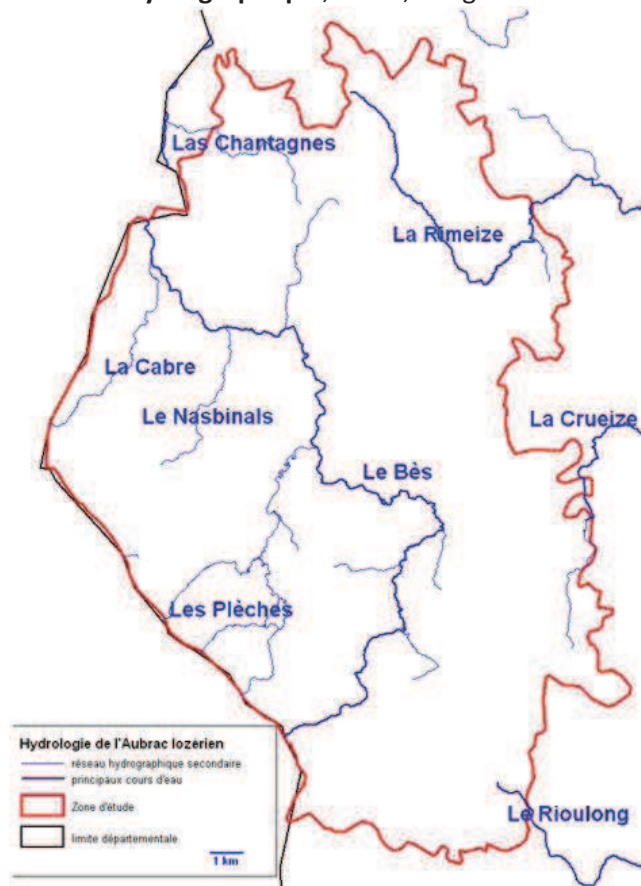 Las Chantagnes
La Rimeize
La Cabre
Le Nasbinals
La Crueize
Le Bès
Les Plèches
Hydrologie de l'Aubrac lozérien
réseau hydrographique secondaire
principaux cours d'eau
Zone d'étude
limite départementale
1 km
Le Rioulong